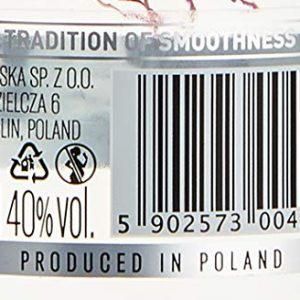 TRADITION OF SMOOTHNESS
SKA SP. Z O.O.
ZIELCZA 6
LIN, POLAND
40% VOL.
5 902573 004
PRODUCED IN POLAND